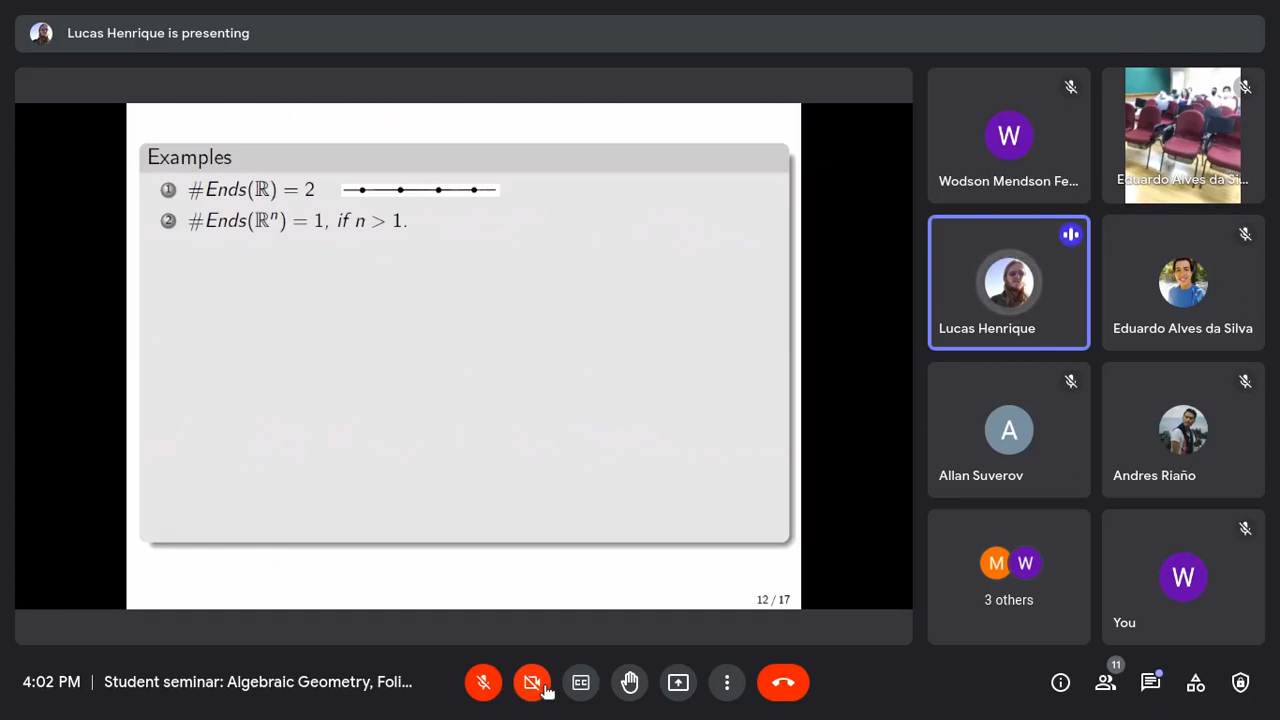 Lucas Henrique is presenting
Examples
1 #Ends(ℝ) = 2
2 #Ends(ℝⁿ) = 1, if n > 1.
12 / 17
W
Wodson Mendson Fe...
Eduardo Alves da Si...
Lucas Henrique
Eduardo Alves da Silva
A
Allan Suverov
Andres Riaño
M W
3 others
W
You
4:02 PM | Student seminar: Algebraic Geometry, Foli...
11